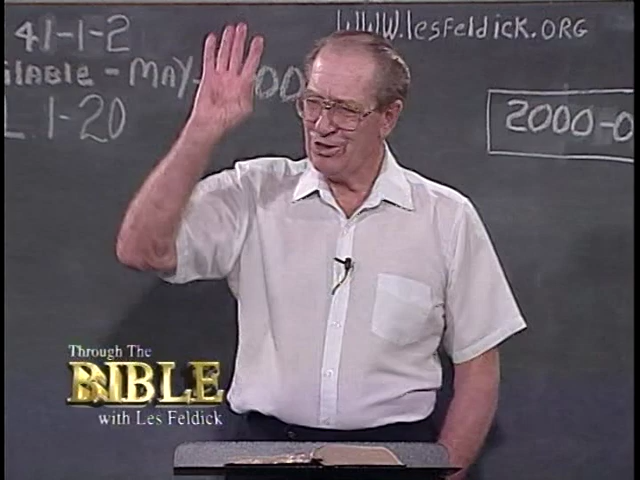 41-1-2
www.lesfeldick.org
ilable - May-
1-20
2000-0
Through The
BIBLE
with Les Feldick